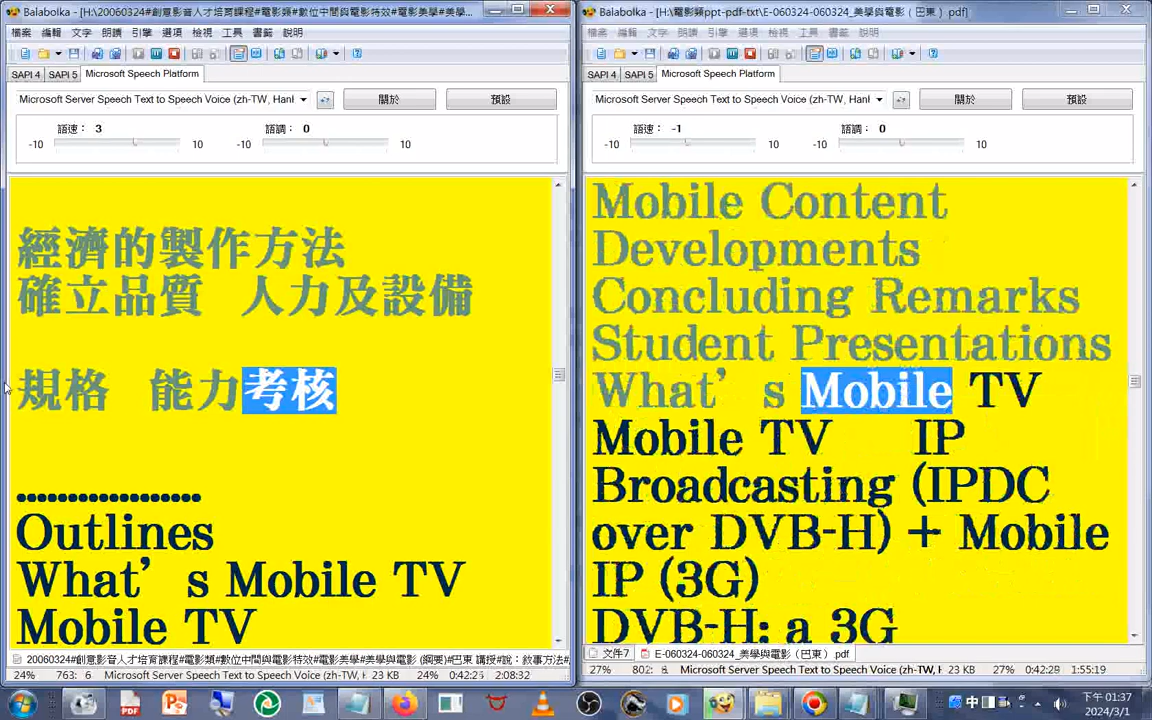 Balabolka - [H:\20060324#創意影音人才培育課程#電影類#數位中間與電影特效#電影美學#美學...
檔案 編輯 文字 朗讀 引擎 選項 檢視 工具 書籤 說明
SAPI 4 SAPI 5 Microsoft Speech Platform
Microsoft Server Speech Text to Speech Voice (zh-TW, Hanl
關於 預設
語速: 3 語調: 0
-10 10 -10 10
經濟的製作方法
確立品質 人力及設備
規格 能力考核
..................
Outlines
What’s Mobile TV
Mobile TV
20060324#創意影音人才培育課程#電影類#數位中間與電影特效#電影美學#美學與電影 (綱要)#巴東 講授#說:敘事方法#
24% 763: 6 Microsoft Server Speech Text to Speech Voice (zh-TW, H 23 KB 24% 0:42:25 2:08:32
Balabolka - [H:\電影類ppt-pdf-txt\E-060324-060324_美學與電影(巴東).pdf]
檔案 編輯 文字 朗讀 引擎 選項 檢視 工具 書籤 說明
SAPI 4 SAPI 5 Microsoft Speech Platform
Microsoft Server Speech Text to Speech Voice (zh-TW, Hanl
關於 預設
語速: -1 語調: 0
-10 10 -10 10
Mobile Content
Developments
Concluding Remarks
Student Presentations
What’s Mobile TV
Mobile TV IP
Broadcasting (IPDC
over DVB-H) + Mobile
IP (3G)
DVB-H: a 3G
文件7 E-060324-060324_美學與電影(巴東).pdf
27% 802: Microsoft Server Speech Text to Speech Voice (zh-TW, H 23 KB 27% 0:42:29 1:55:19
中
下午 01:37
2024/3/1